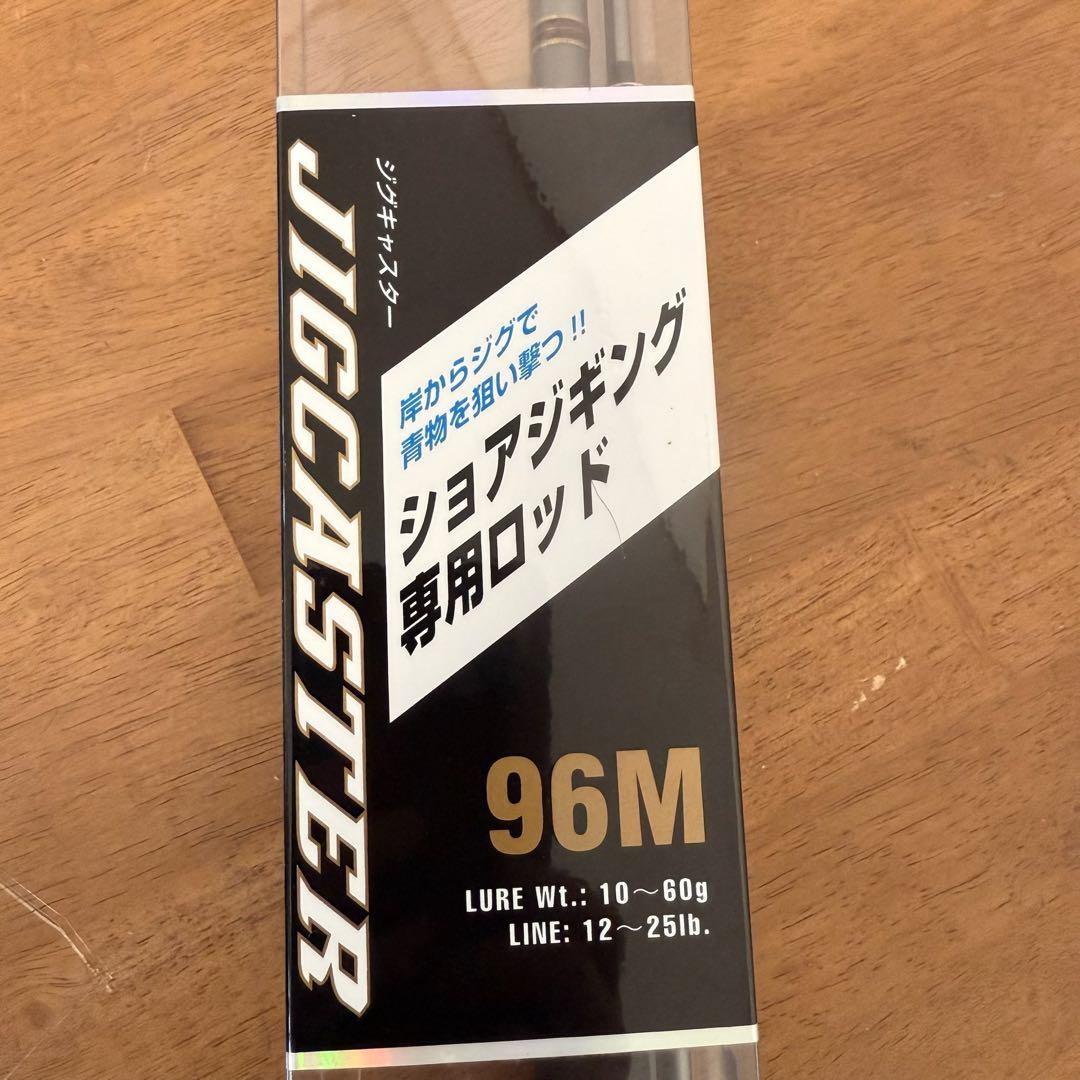 JIGCASTER
ジグキャスター
岸からジグで
青物を狙い撃つ!!
ショアジギング
専用ロッド
96M
LURE Wt.: 10〜60g
LINE: 12〜25lb.